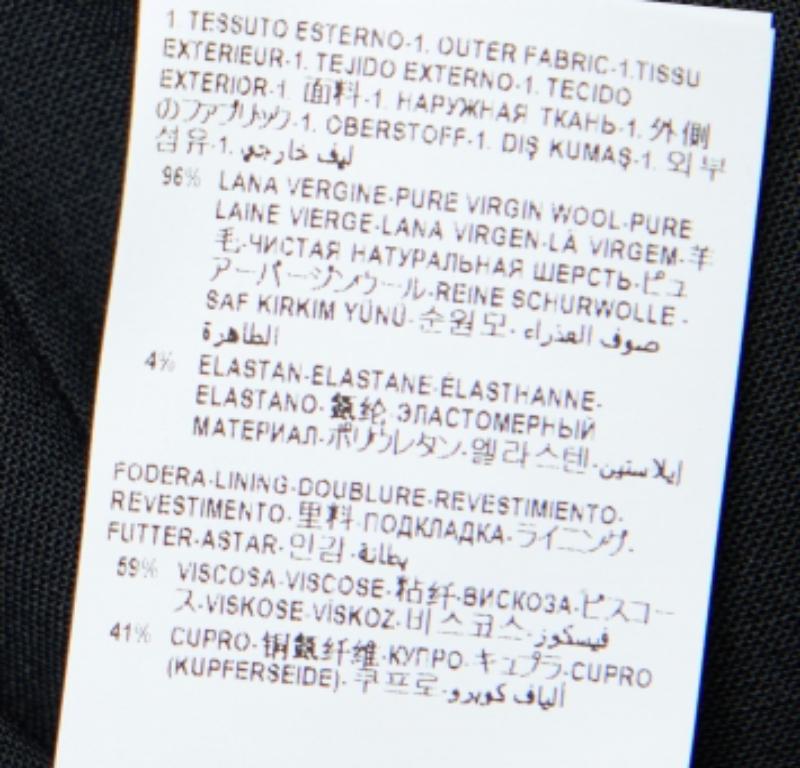 1. TESSUTO ESTERNO-1. OUTER FABRIC-1.TISSU
EXTERIEUR-1. TEJIDO EXTERNO-1. TECIDO
EXTERIOR-1. 面料-1. НАРУЖНАЯ ТКАНЬ-1. 外側
のファブリック-1. OBERSTOFF-1. DIŞ KUMAŞ-1. 외부
섬유-1. ليف خارجي
96% LANA VERGINE-PURE VIRGIN WOOL-PURE
LAINE VIERGE-LANA VIRGEN-LÀ VIRGEM-羊
毛-ЧИСТАЯ НАТУРАЛЬНАЯ ШЕРСТЬ-ピュ
アーバージンウール-REINE SCHURWOLLE-
SAF KIRKIM YÜNÜ-순원모- صوف العذراء
الطاهرة
4% ELASTAN-ELASTANE-ÉLASTHANNE-
ELASTANO-氨纶-ЭЛАСТОМЕРНЫЙ
МАТЕРИАЛ-ポリウレタン-엘라스텐-إيلاستين
FODERA-LINING-DOUBLURE-REVESTIMIENTO-
REVESTIMENTO-里料-ПОДКЛАДКА-ライニング-
FUTTER-ASTAR-안감-بطانة
59% VISCOSA-VISCOSE-粘纤-ВИСКОЗА-ビスコー
ス-VISKOSE-VİSKOZ-비스코스-فيسكوز
41% CUPRO-铜氨纤维-КУПРО-キュプラ-CUPRO
(KUPFERSEIDE)-쿠프로-ألياف كوبرو